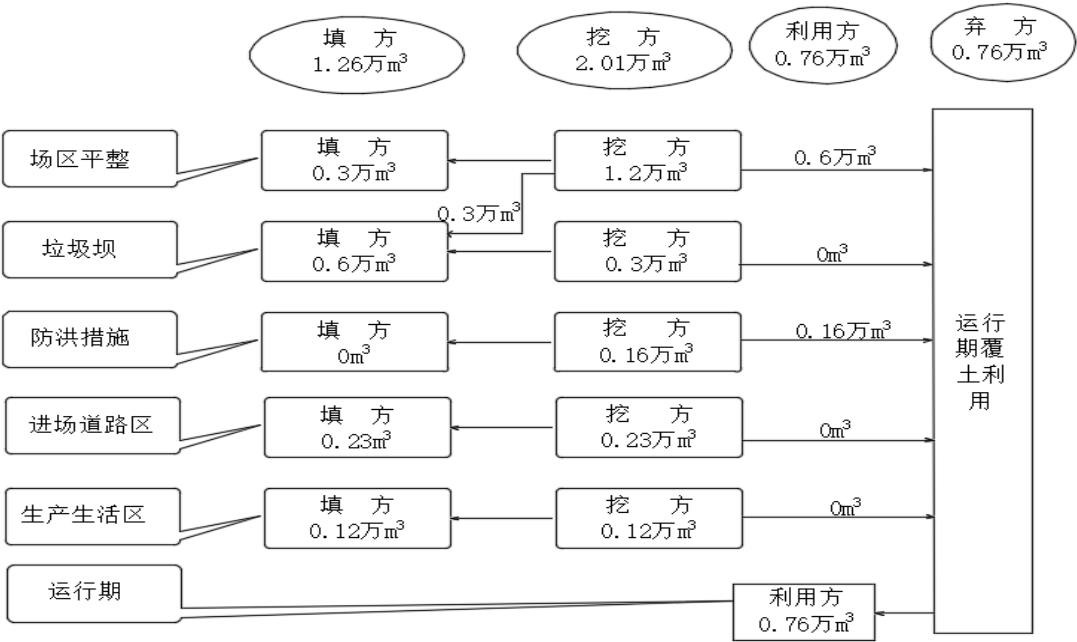 填 方
1.26万m³
挖 方
2.01万m³
利用方
0.76万m³
弃 方
0.76万m³
场区平整
填 方
0.3万m³
挖 方
1.2万m³
0.6万m³
0.3万m³
垃圾坝
填 方
0.6万m³
挖 方
0.3万m³
0m³
防洪措施
填 方
0m³
挖 方
0.16万m³
0.16万m³
进场道路区
填 方
0.23m³
挖 方
0.23万m³
0m³
生产生活区
填 方
0.12万m³
挖 方
0.12万m³
0m³
运行
期覆
土利
用
运行期
利用方
0.76万m³